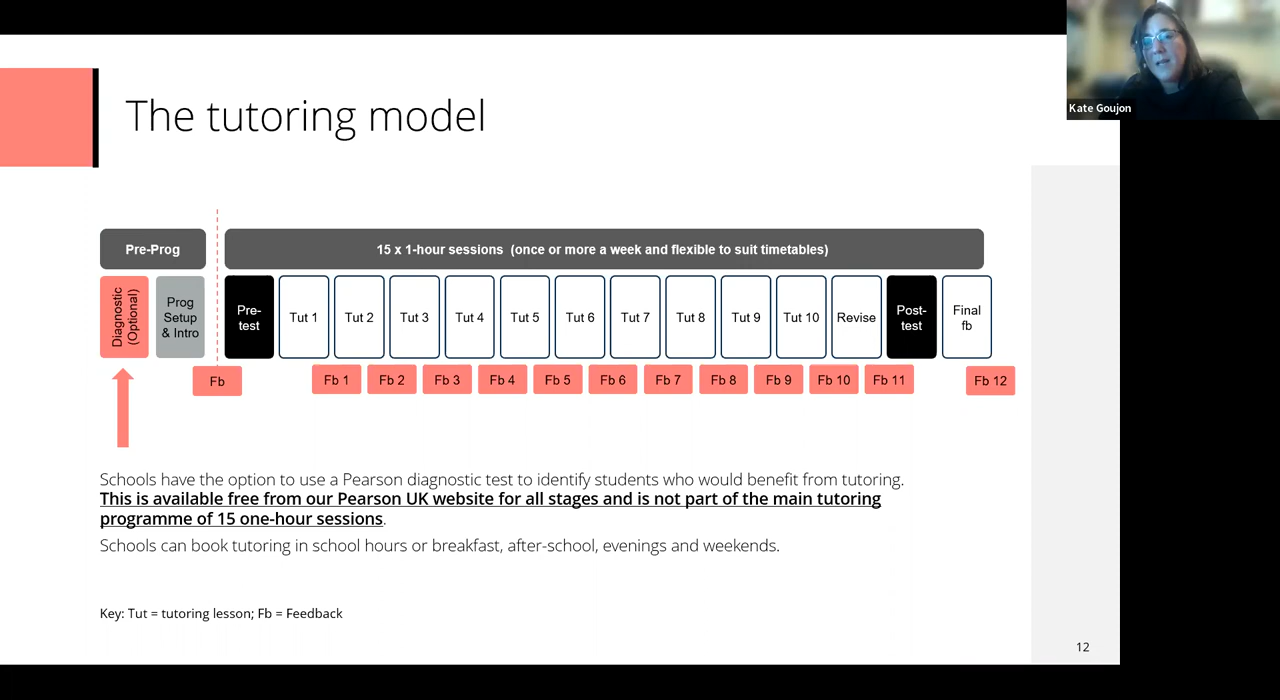 Kate Goujon
The tutoring model
Pre-Prog
15 x 1-hour sessions (once or more a week and flexible to suit timetables)
Diagnostic
(Optional)
Prog
Setup
& Intro
Pre-
test
Tut 1
Tut 2
Tut 3
Tut 4
Tut 5
Tut 6
Tut 7
Tut 8
Tut 9
Tut 10
Revise
Post-
test
Final
fb
Fb
Fb 1
Fb 2
Fb 3
Fb 4
Fb 5
Fb 6
Fb 7
Fb 8
Fb 9
Fb 10
Fb 11
Fb 12
Schools have the option to use a Pearson diagnostic test to identify students who would benefit from tutoring.
This is available free from our Pearson UK website for all stages and is not part of the main tutoring
programme of 15 one-hour sessions.
Schools can book tutoring in school hours or breakfast, after-school, evenings and weekends.
Key: Tut = tutoring lesson; Fb = Feedback
12